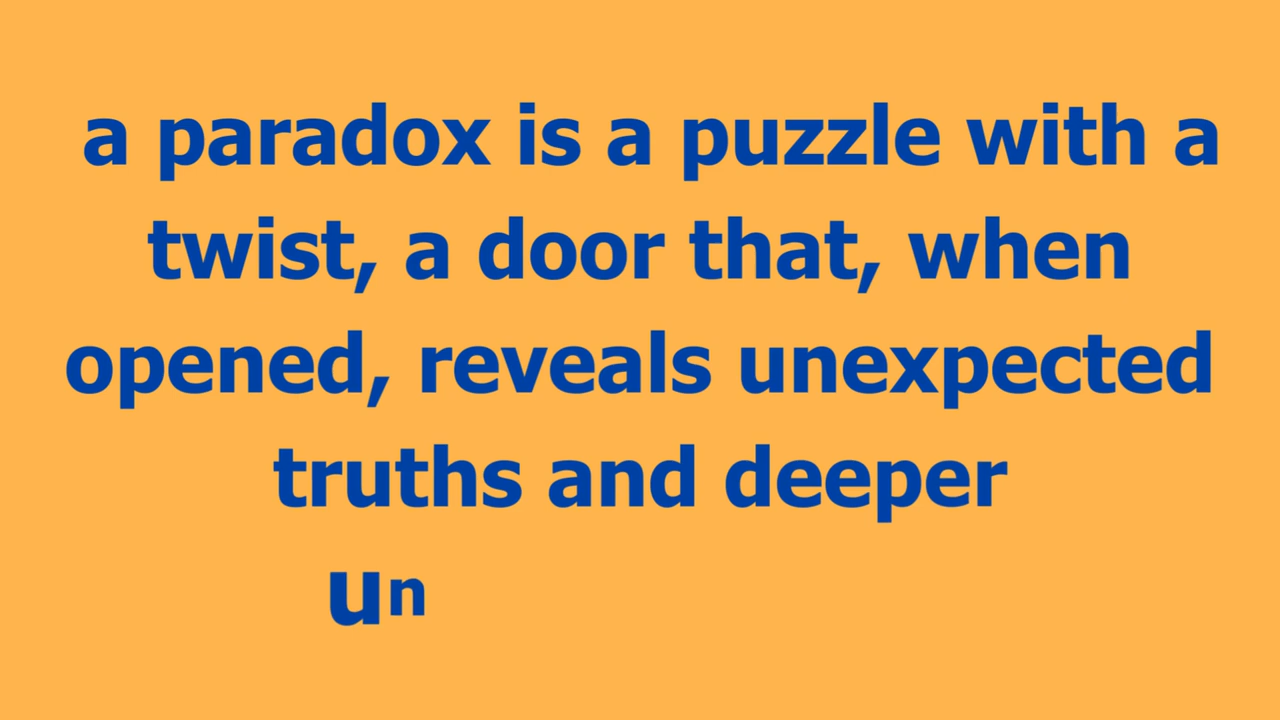 a paradox is a puzzle with a
twist, a door that, when
opened, reveals unexpected
truths and deeper
un